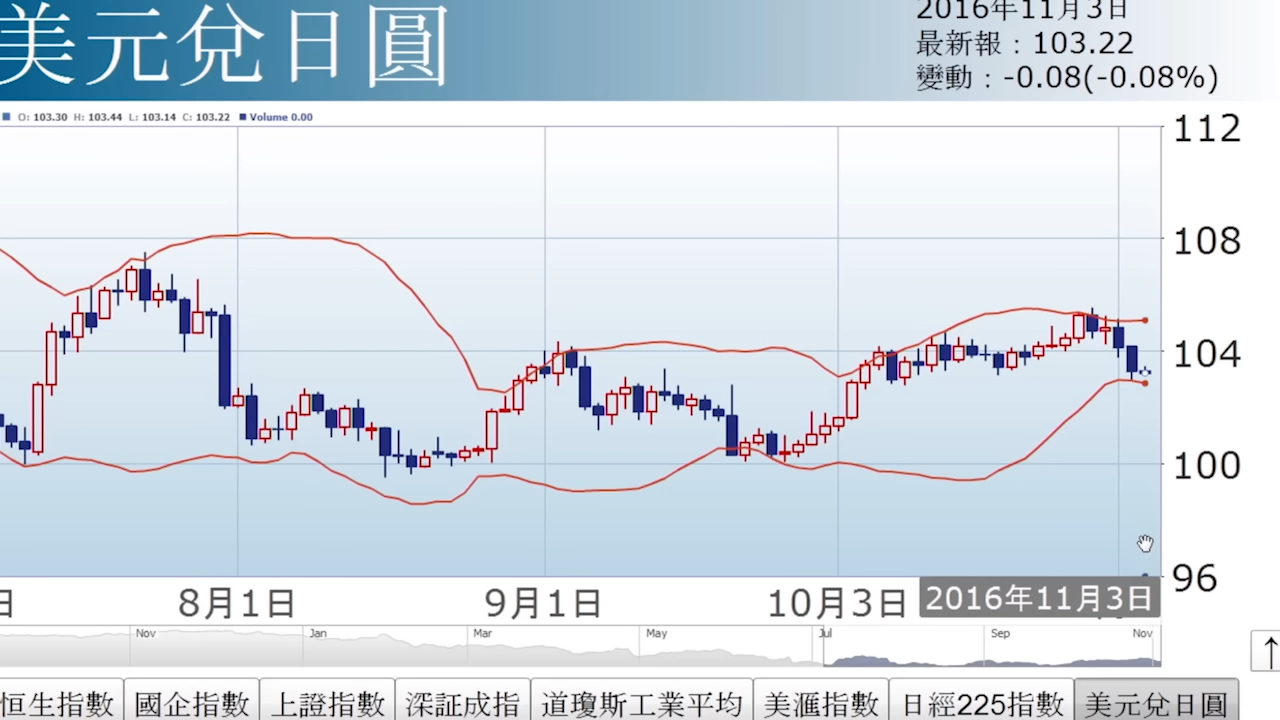 美元兌日圓
2016年11月3日
最新報：103.22
變動：-0.08(-0.08%)
O: 103.30 H: 103.44 L: 103.14 C: 103.22 Volume 0.00
112
108
104
100
96
日 8月1日 9月1日 10月3日 2016年11月3日
Nov Jan Mar May Jul Sep Nov
↑
恒生指數 國企指數 上證指數 深証成指 道瓊斯工業平均 美滙指數 日經225指數 美元兌日圓